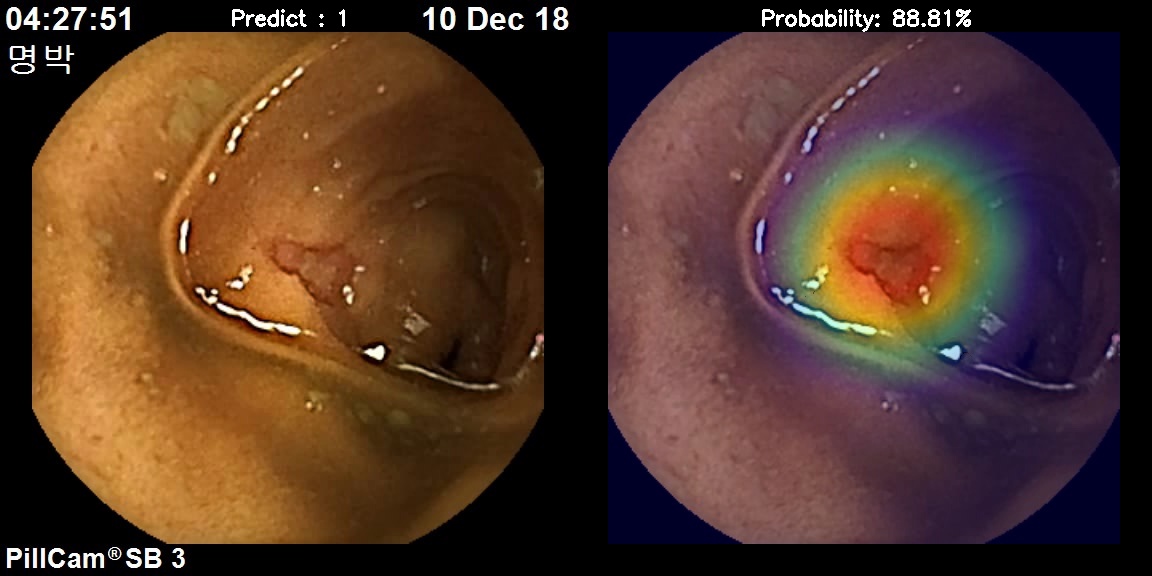 04:27:51
Predict : 1
10 Dec 18
Probability: 88.81%
명박
PillCam® SB 3